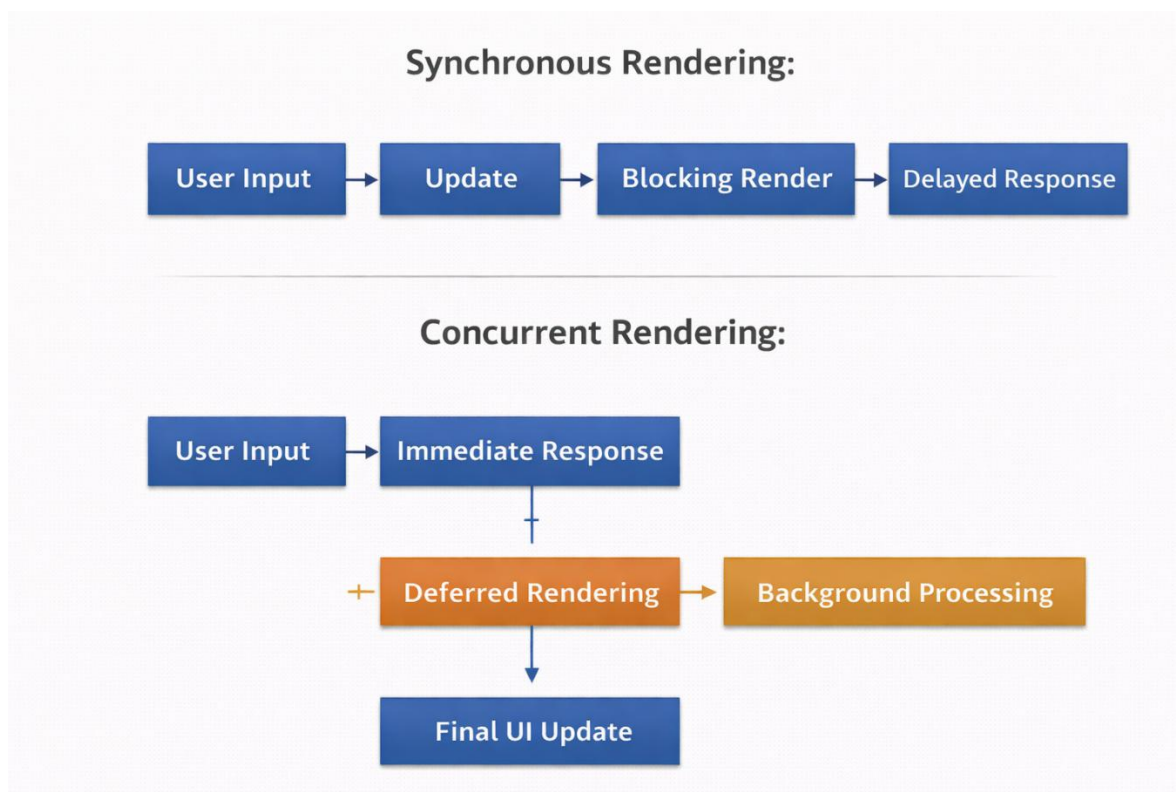 Synchronous Rendering:
User Input
Update
Blocking Render
Delayed Response
Concurrent Rendering:
User Input
Immediate Response
Deferred Rendering
Background Processing
Final UI Update